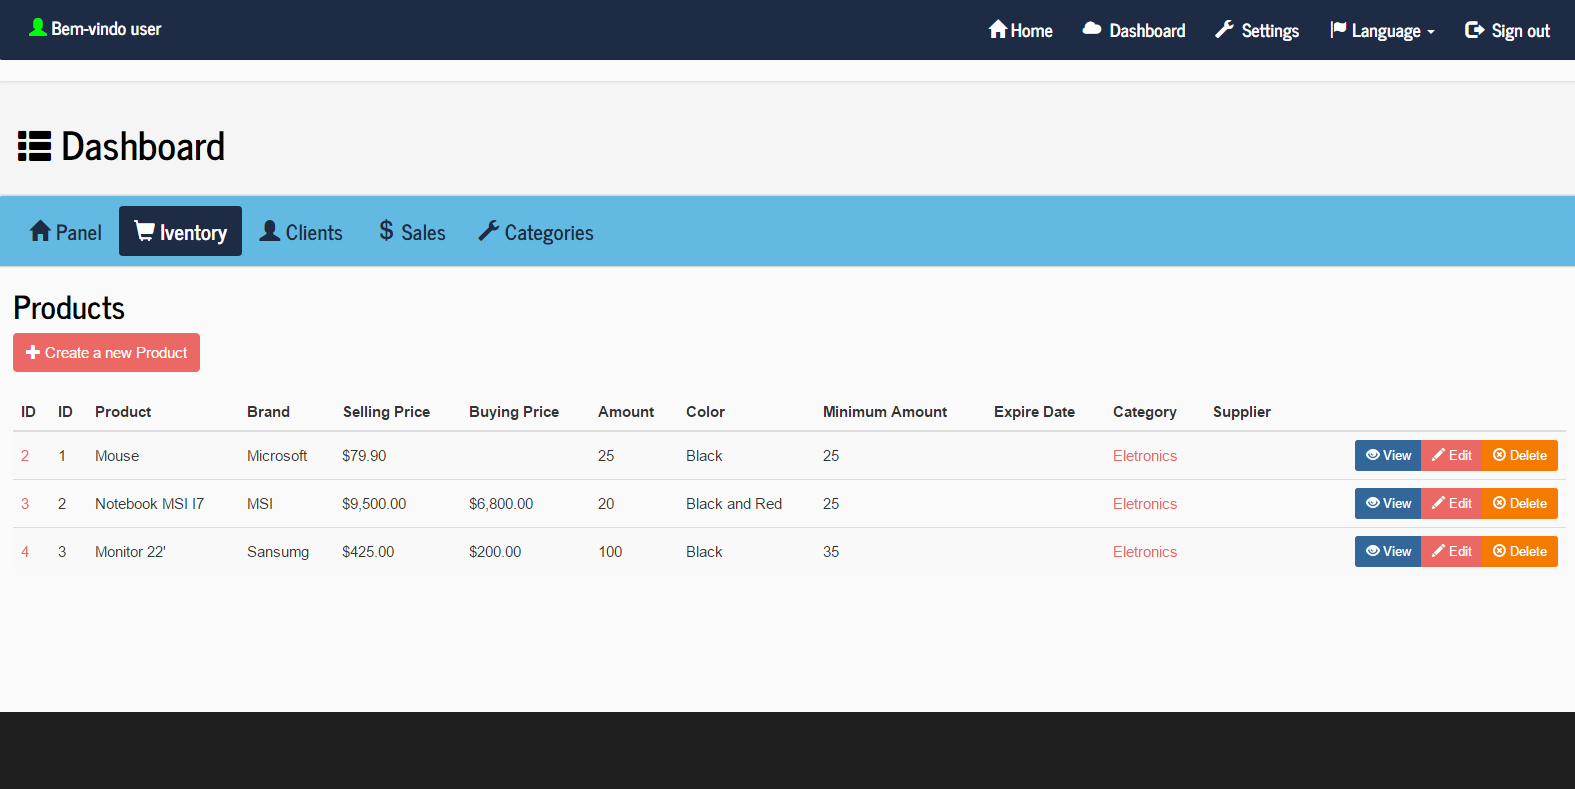 Bem-vindo user Home Dashboard Settings Language Sign out
Dashboard
Panel Iventory Clients $ Sales Categories
Products
Create a new Product
ID ID Product Brand Selling Price Buying Price Amount Color Minimum Amount Expire Date Category Supplier
2 1 Mouse Microsoft $79.90 25 Black 25 Eletronics View Edit Delete
3 2 Notebook MSI I7 MSI $9,500.00 $6,800.00 20 Black and Red 25 Eletronics View Edit Delete
4 3 Monitor 22' Sansumg $425.00 $200.00 100 Black 35 Eletronics View Edit Delete